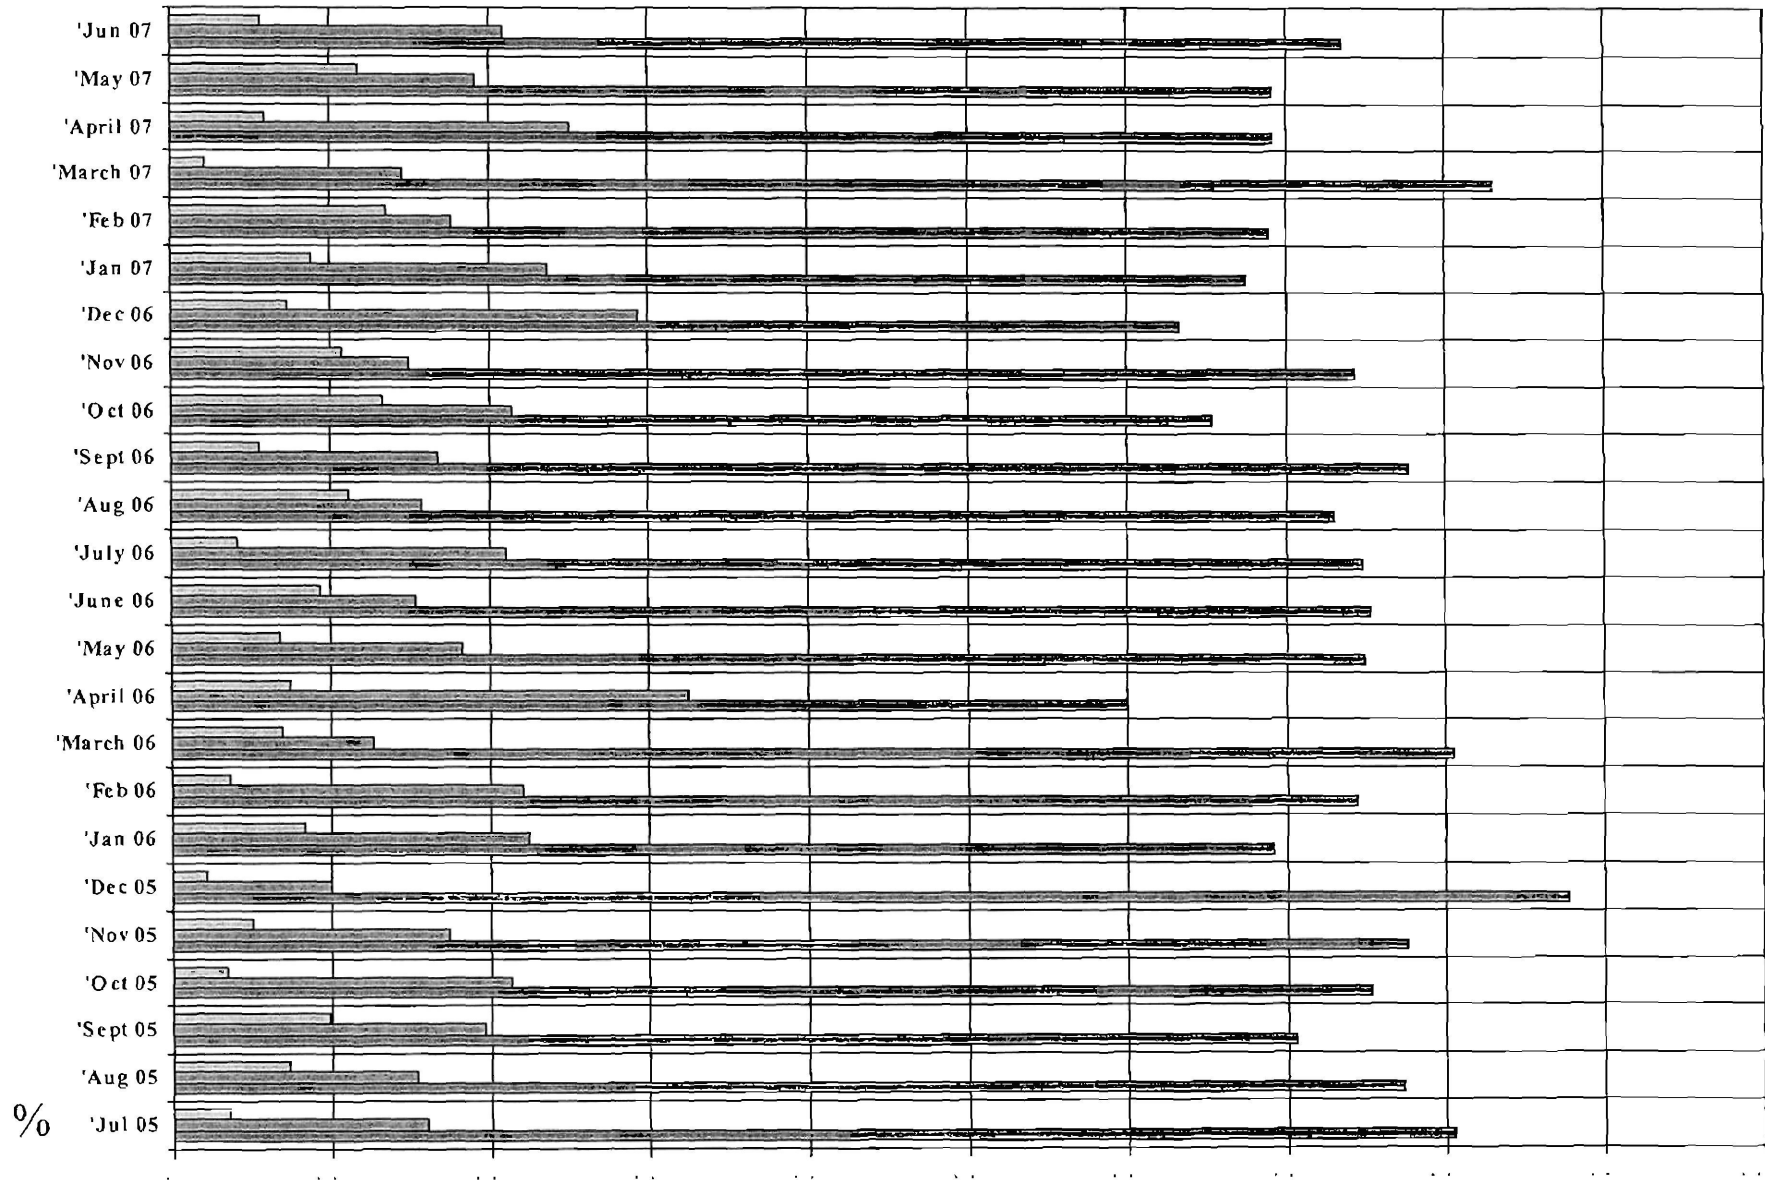 'Jun 07
'May 07
'April 07
'March 07
'Feb 07
'Jan 07
'Dec 06
'Nov 06
'Oct 06
'Sept 06
'Aug 06
'July 06
'June 06
'May 06
'April 06
'March 06
'Feb 06
'Jan 06
'Dec 05
'Nov 05
'Oct 05
'Sept 05
'Aug 05
% 'Jul 05